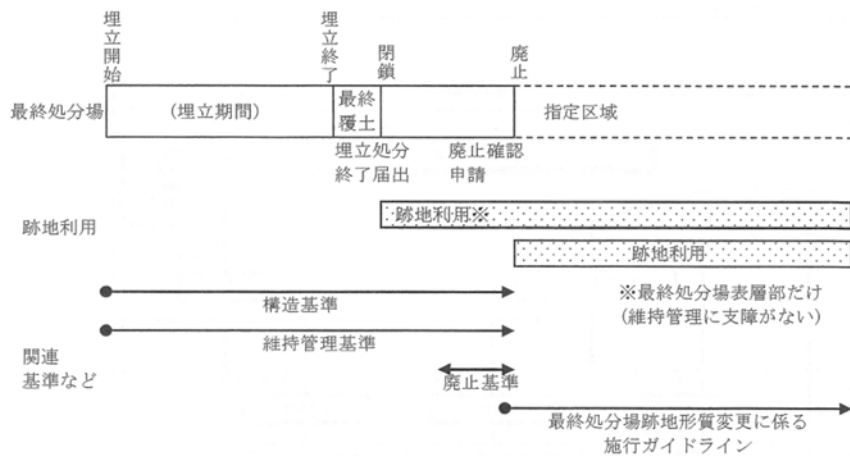 埋立開始
埋立終了
閉鎖
廃止
最終処分場
(埋立期間)
最終
覆土
指定区域
埋立処分
終了届出
廃止確認
申請
跡地利用
跡地利用※
跡地利用
構造基準
※最終処分場表層部だけ
(維持管理に支障がない)
維持管理基準
関連
基準など
廃止基準
最終処分場跡地形質変更に係る
施行ガイドライン